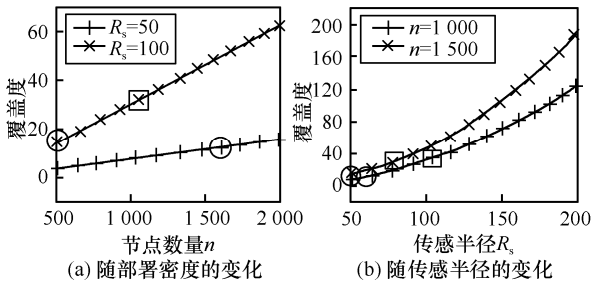 60
40
20
0
覆盖度
Rs=50
Rs=100
500
1 000
1 500
2 000
节点数量n
(a) 随部署密度的变化
200
160
120
80
40
0
覆盖度
n=1 000
n=1 500
50
100
150
200
传感半径Rs
(b) 随传感半径的变化